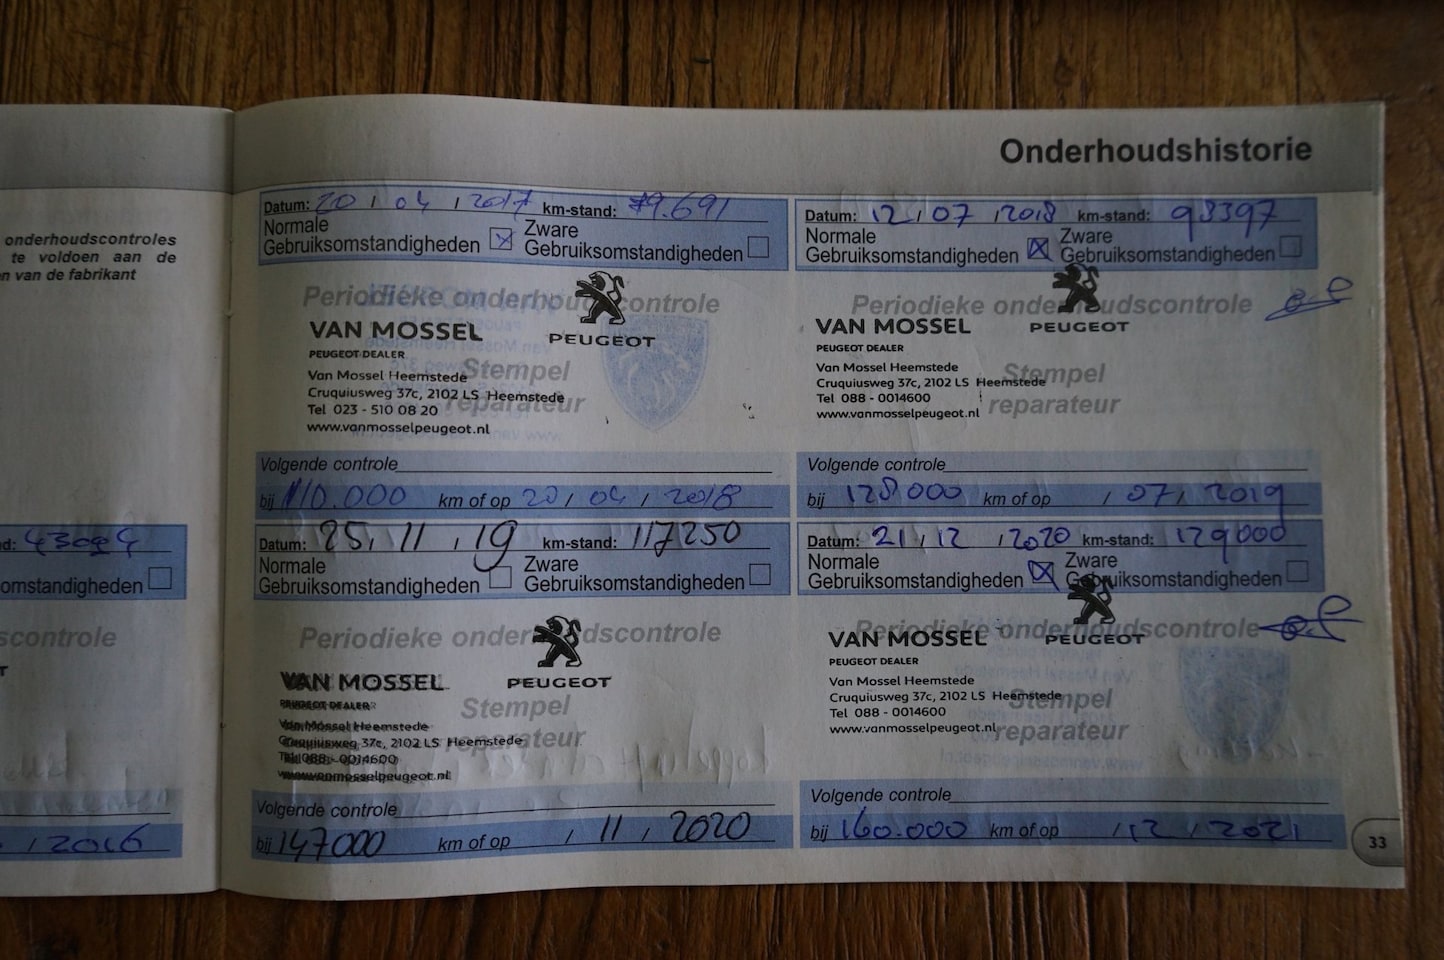 Onderhoudshistorie
onderhoudscontroles
te voldoen aan de
en van de fabrikant
d: 43094
omstandigheden
scontrole
T
/ 2016
Datum: 20 / 04 / 2017 km-stand: 79.691
Normale
Gebruiksomstandigheden
Zware
Gebruiksomstandigheden
Periodieke onderhoudscontrole
VAN MOSSEL
PEUGEOT
PEUGEOT DEALER
Stempel
Van Mossel Heemstede
Cruquiusweg 37c, 2102 LS Heemstede
reparateur
Tel 023 - 510 08 20
www.vanmosselpeugeot.nl
Volgende controle
bij 110.000 km of op 20 / 04 / 2018
Datum: 12 / 07 / 2018 km-stand: 93397
Normale
Gebruiksomstandigheden
Zware
Gebruiksomstandigheden
Periodieke onderhoudscontrole
VAN MOSSEL
PEUGEOT
PEUGEOT DEALER
Van Mossel Heemstede
Stempel
Cruquiusweg 37c, 2102 LS Heemstede
Tel 088 - 0014600
reparateur
www.vanmosselpeugeot.nl
Volgende controle
bij 128000 km of op / 07 / 2019
Datum: 25 / 11 / 19 km-stand: 117250
Normale
Gebruiksomstandigheden
Zware
Gebruiksomstandigheden
Periodieke onderhoudscontrole
VAN MOSSEL
PEUGEOT
PEUGEOT DEALER
Stempel
Van Mossel Heemstede
Cruquiusweg 37c, 2102 LS Heemstede
reparateur
Tel 088 - 0014600
www.vanmosselpeugeot.nl
Volgende controle
bij 147000 km of op / 11 / 2020
Datum: 21 / 12 / 2020 km-stand: 129000
Normale
Gebruiksomstandigheden
Zware
Gebruiksomstandigheden
Periodieke onderhoudscontrole
VAN MOSSEL
PEUGEOT
PEUGEOT DEALER
Van Mossel Heemstede
Cruquiusweg 37c, 2102 LS Heemstede
Stempel
Tel 088 - 0014600
www.vanmosselpeugeot.nl
reparateur
Volgende controle
bij 160.000 km of op / 12 / 2021
33